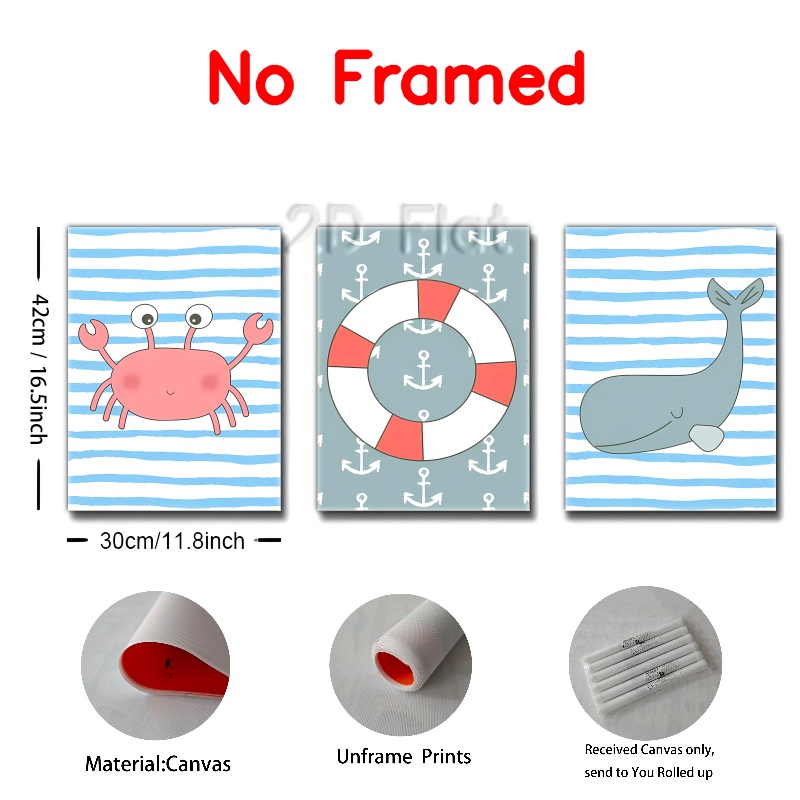 No Framed
2D Flat
42cm / 16.5inch
30cm/11.8inch
Material:Canvas
Unframe Prints
Received Canvas only,
send to You Rolled up